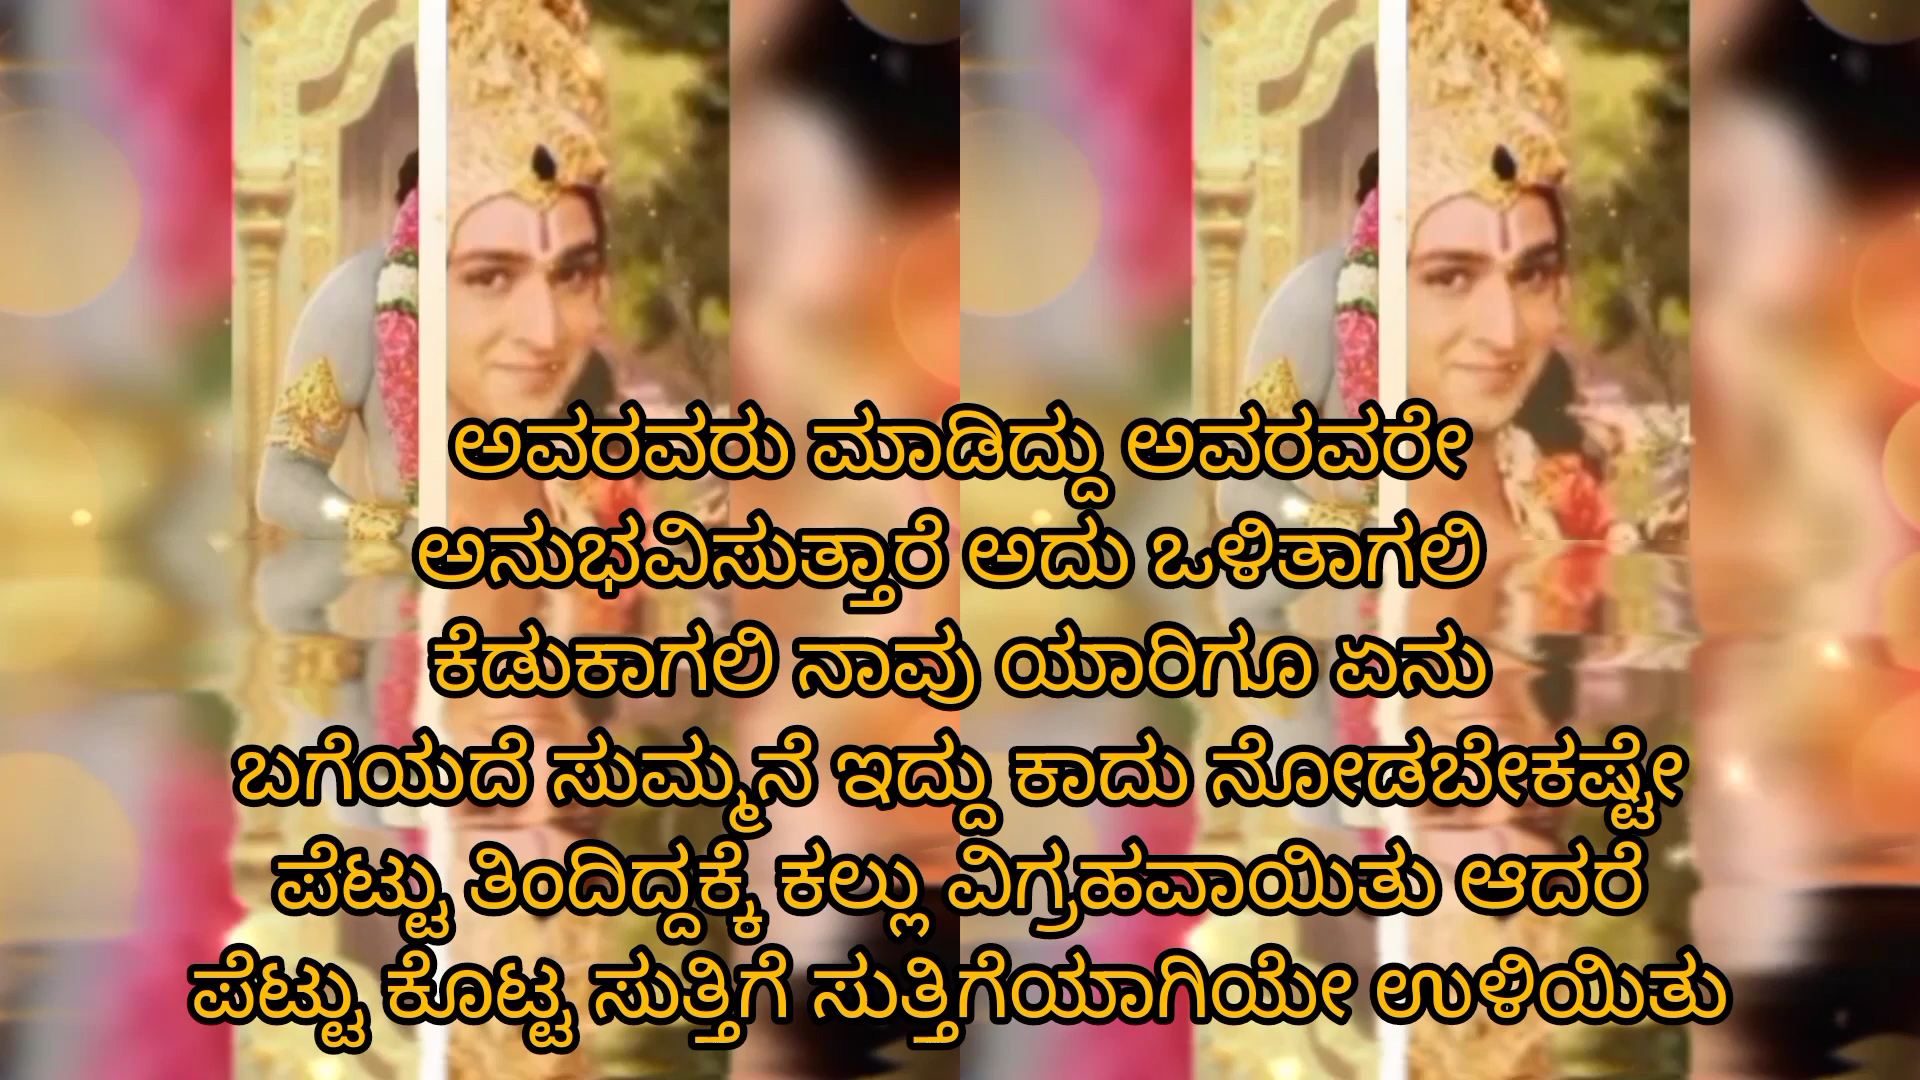 ಅವರವರು ಮಾಡಿದ್ದು ಅವರವರೇ
ಅನುಭವಿಸುತ್ತಾರೆ ಅದು ಒಳಿತಾಗಲಿ
ಕೆಡುಕಾಗಲಿ ನಾವು ಯಾರಿಗೂ ಏನು
ಬಗೆಯದೆ ಸುಮ್ಮನೆ ಇದ್ದು ಕಾದು ನೋಡಬೇಕಷ್ಟೇ
ಪೆಟ್ಟು ತಿಂದಿದ್ದಕ್ಕೆ ಕಲ್ಲು ವಿಗ್ರಹವಾಯಿತು ಆದರೆ
ಪೆಟ್ಟು ಕೊಟ್ಟ ಸುತ್ತಿಗೆ ಸುತ್ತಿಗೆಯಾಗಿಯೇ ಉಳಿಯಿತು